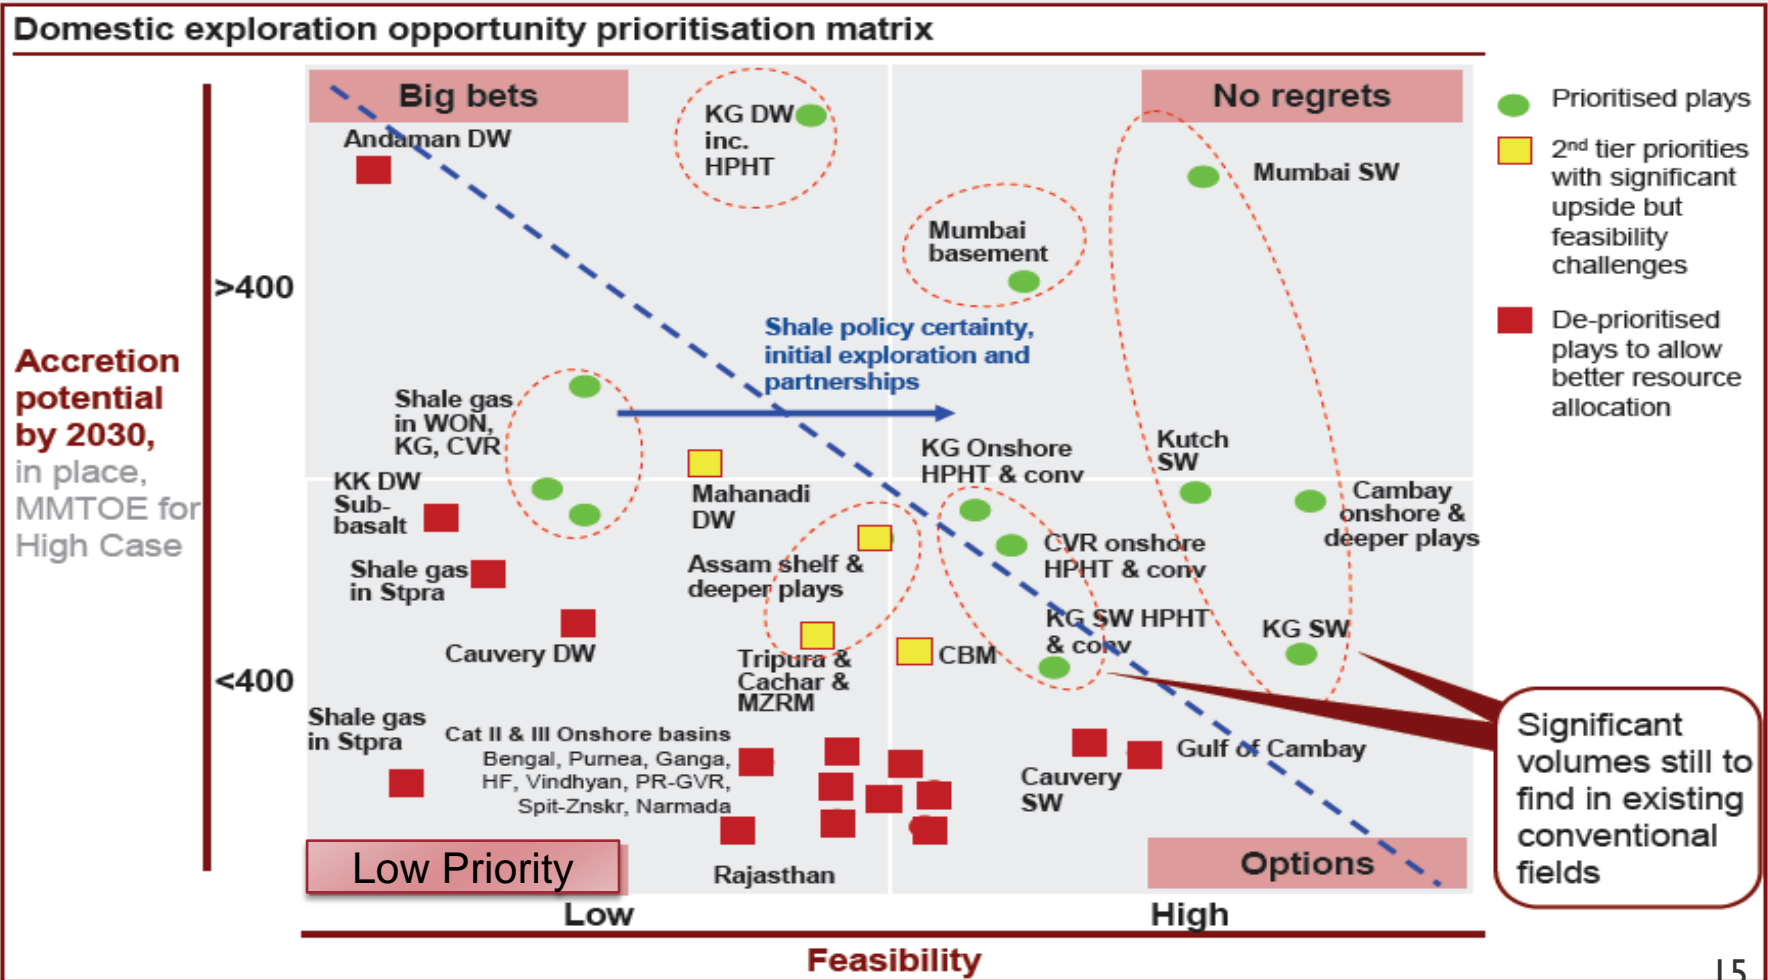 Domestic exploration opportunity prioritisation matrix
Big bets
No regrets
Andaman DW
KG DW
inc.
HPHT
Mumbai SW
Mumbai
basement
>400
Shale policy certainty,
initial exploration and
partnerships
Accretion
potential
by 2030,
in place,
MMTOE for
High Case
Shale gas
in WON,
KG, CVR
KG Onshore
HPHT & conv
Kutch
SW
KK DW
Sub-
basalt
Mahanadi
DW
Cambay
onshore &
deeper plays
Shale gas
in Stpra
Assam shelf &
deeper plays
CVR onshore
HPHT & conv
Cauvery DW
KG SW HPHT
& conv
KG SW
Tripura &
Cachar &
MZRM
CBM
<400
Shale gas
in Stpra
Cat II & III Onshore basins
Bengal, Purnea, Ganga,
HF, Vindhyan, PR-GVR,
Spit-Znskr, Narmada
Cauvery
SW
Gulf of Cambay
Rajasthan
Low Priority
Options
Low
High
Feasibility
Prioritised plays
2nd tier priorities
with significant
upside but
feasibility
challenges
De-prioritised
plays to allow
better resource
allocation
Significant
volumes still to
find in existing
conventional
fields
15